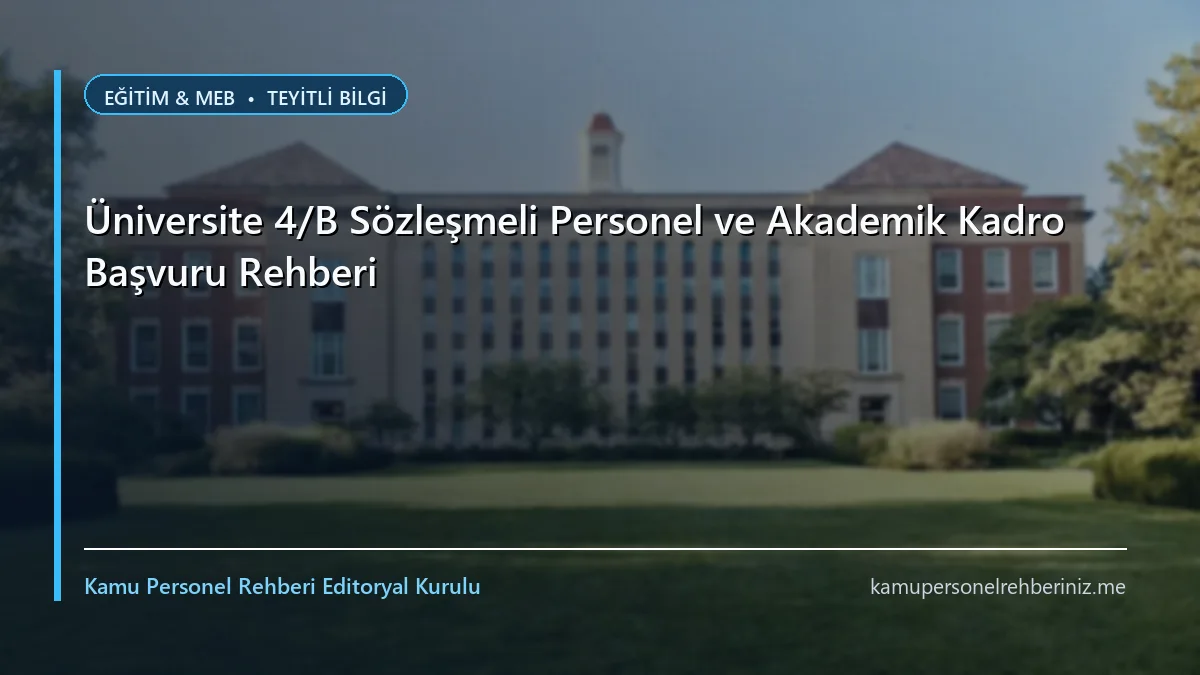 EĞİTİM & MEB • TEYİTLİ BİLGİ
Üniversite 4/B Sözleşmeli Personel ve Akademik Kadro
Başvuru Rehberi
Kamu Personel Rehberi Editoryal Kurulu
kamupersonelrehberiniz.me